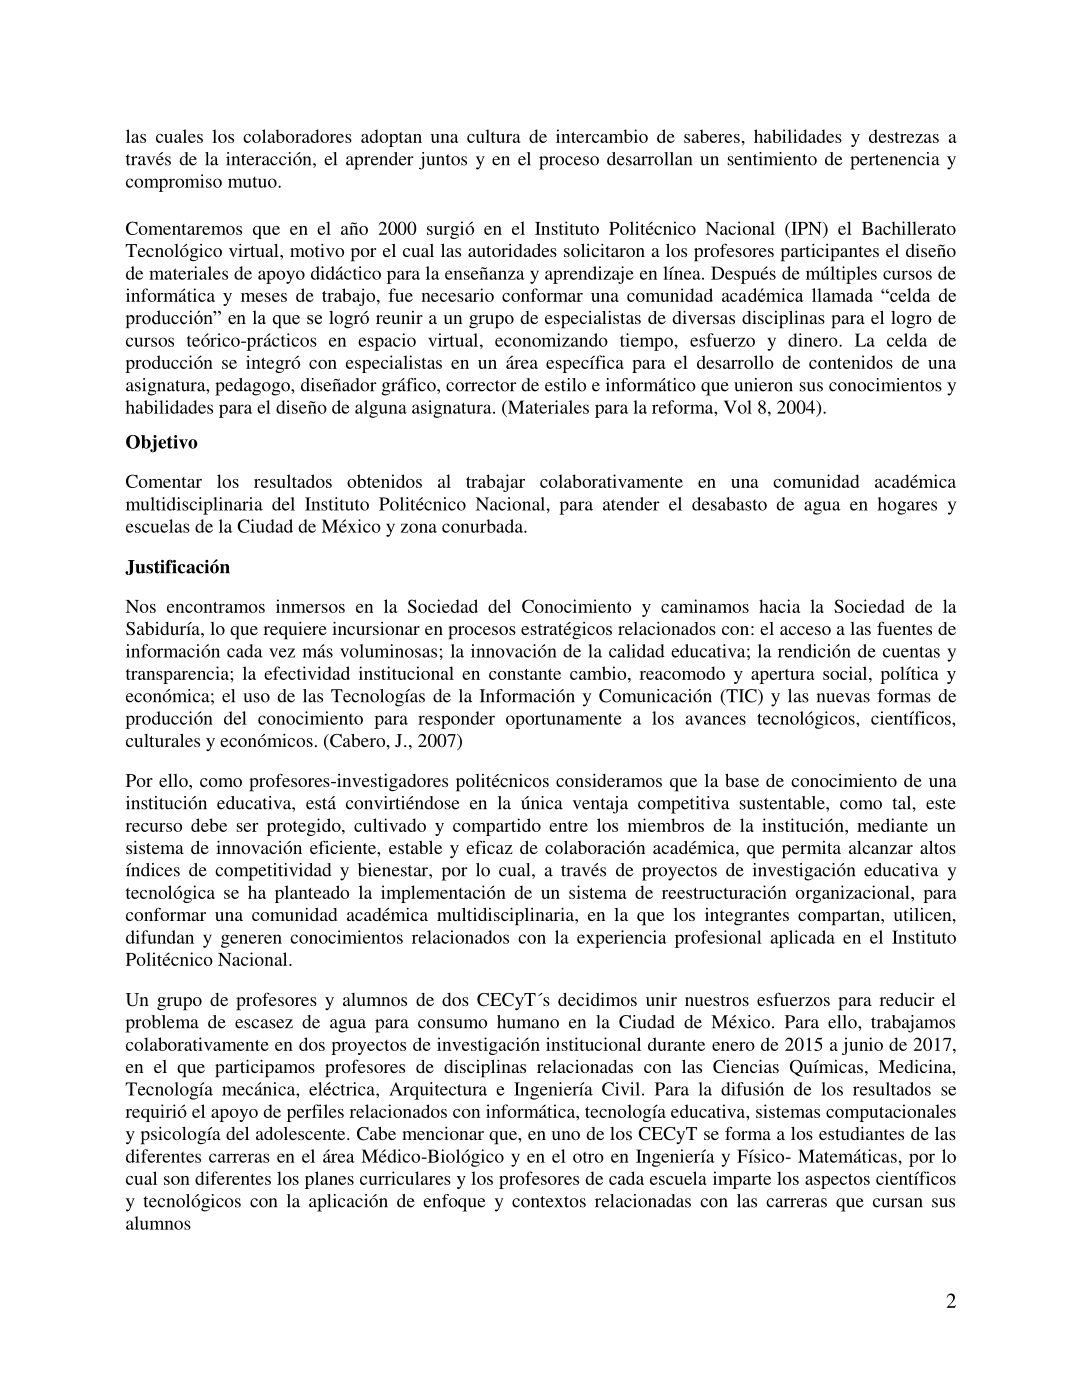 las cuales los colaboradores adoptan una cultura de intercambio de saberes, habilidades y destrezas a
través de la interacción, el aprender juntos y en el proceso desarrollan un sentimiento de pertenencia y
compromiso mutuo.
Comentaremos que en el año 2000 surgió en el Instituto Politécnico Nacional (IPN) el Bachillerato
Tecnológico virtual, motivo por el cual las autoridades solicitaron a los profesores participantes el diseño
de materiales de apoyo didáctico para la enseñanza y aprendizaje en línea. Después de múltiples cursos de
informática y meses de trabajo, fue necesario conformar una comunidad académica llamada “celda de
producción” en la que se logró reunir a un grupo de especialistas de diversas disciplinas para el logro de
cursos teórico-prácticos en espacio virtual, economizando tiempo, esfuerzo y dinero. La celda de
producción se integró con especialistas en un área específica para el desarrollo de contenidos de una
asignatura, pedagogo, diseñador gráfico, corrector de estilo e informático que unieron sus conocimientos y
habilidades para el diseño de alguna asignatura. (Materiales para la reforma, Vol 8, 2004).
Objetivo
Comentar los resultados obtenidos al trabajar colaborativamente en una comunidad académica
multidisciplinaria del Instituto Politécnico Nacional, para atender el desabasto de agua en hogares y
escuelas de la Ciudad de México y zona conurbada.
Justificación
Nos encontramos inmersos en la Sociedad del Conocimiento y caminamos hacia la Sociedad de la
Sabiduría, lo que requiere incursionar en procesos estratégicos relacionados con: el acceso a las fuentes de
información cada vez más voluminosas; la innovación de la calidad educativa; la rendición de cuentas y
transparencia; la efectividad institucional en constante cambio, reacomodo y apertura social, política y
económica; el uso de las Tecnologías de la Información y Comunicación (TIC) y las nuevas formas de
producción del conocimiento para responder oportunamente a los avances tecnológicos, científicos,
culturales y económicos. (Cabero, J., 2007)
Por ello, como profesores-investigadores politécnicos consideramos que la base de conocimiento de una
institución educativa, está convirtiéndose en la única ventaja competitiva sustentable, como tal, este
recurso debe ser protegido, cultivado y compartido entre los miembros de la institución, mediante un
sistema de innovación eficiente, estable y eficaz de colaboración académica, que permita alcanzar altos
índices de competitividad y bienestar, por lo cual, a través de proyectos de investigación educativa y
tecnológica se ha planteado la implementación de un sistema de reestructuración organizacional, para
conformar una comunidad académica multidisciplinaria, en la que los integrantes compartan, utilicen,
difundan y generen conocimientos relacionados con la experiencia profesional aplicada en el Instituto
Politécnico Nacional.
Un grupo de profesores y alumnos de dos CECyT´s decidimos unir nuestros esfuerzos para reducir el
problema de escasez de agua para consumo humano en la Ciudad de México. Para ello, trabajamos
colaborativamente en dos proyectos de investigación institucional durante enero de 2015 a junio de 2017,
en el que participamos profesores de disciplinas relacionadas con las Ciencias Químicas, Medicina,
Tecnología mecánica, eléctrica, Arquitectura e Ingeniería Civil. Para la difusión de los resultados se
requirió el apoyo de perfiles relacionados con informática, tecnología educativa, sistemas computacionales
y psicología del adolescente. Cabe mencionar que, en uno de los CECyT se forma a los estudiantes de las
diferentes carreras en el área Médico-Biológico y en el otro en Ingeniería y Físico- Matemáticas, por lo
cual son diferentes los planes curriculares y los profesores de cada escuela imparte los aspectos científicos
y tecnológicos con la aplicación de enfoque y contextos relacionadas con las carreras que cursan sus
alumnos
2